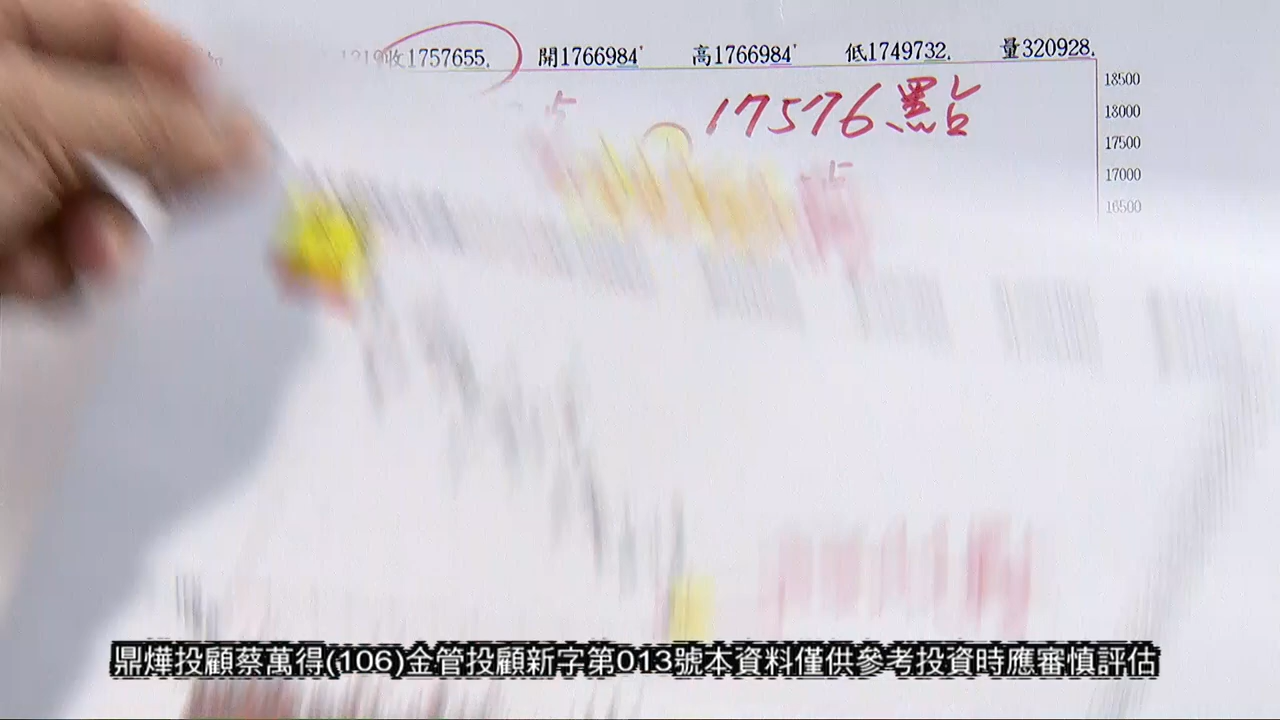 收1757655. 開1766984' 高1766984' 低1749732. 量320928.
17576點
18500
18000
17500
17000
16500
鼎燁投顧蔡萬得(106)金管投顧新字第013號本資料僅供參考投資時應審慎評估